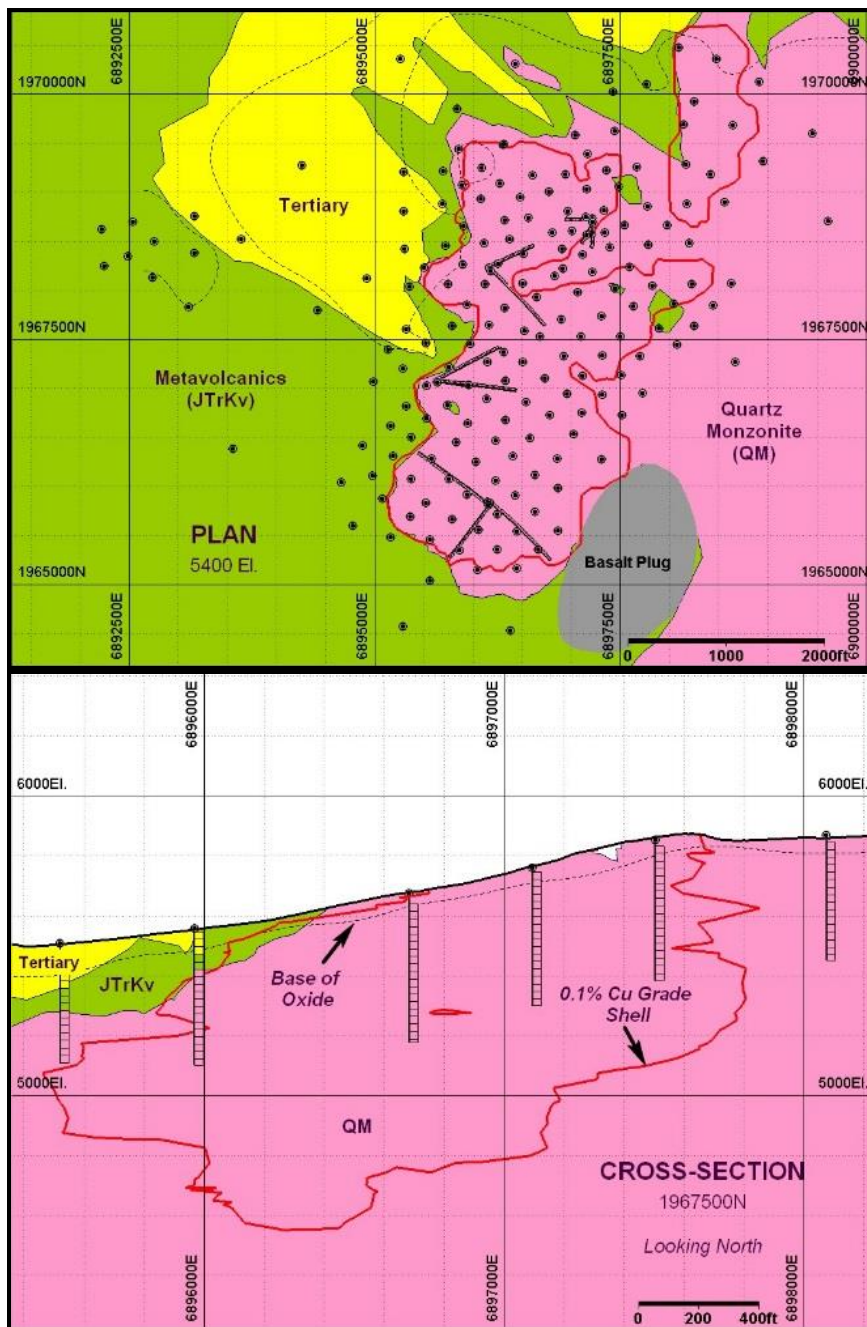 6892500E
6895000E
6897500E
6900000E
1970000N
1970000N
Tertiary
1967500N
1967500N
Metavolcanics
(JTrKv)
Quartz
Monzonite
(QM)
PLAN
5400 El.
Basalt Plug
1965000N
1965000N
6892500E
6895000E
6897500E
6900000E
0 1000 2000ft
6896000E
6897000E
6898000E
6000El.
6000El.
Tertiary
JTrKv
Base of
Oxide
0.1% Cu Grade
Shell
5000El.
5000El.
QM
CROSS-SECTION
1967500N
Looking North
6896000E
6897000E
6898000E
0 200 400ft